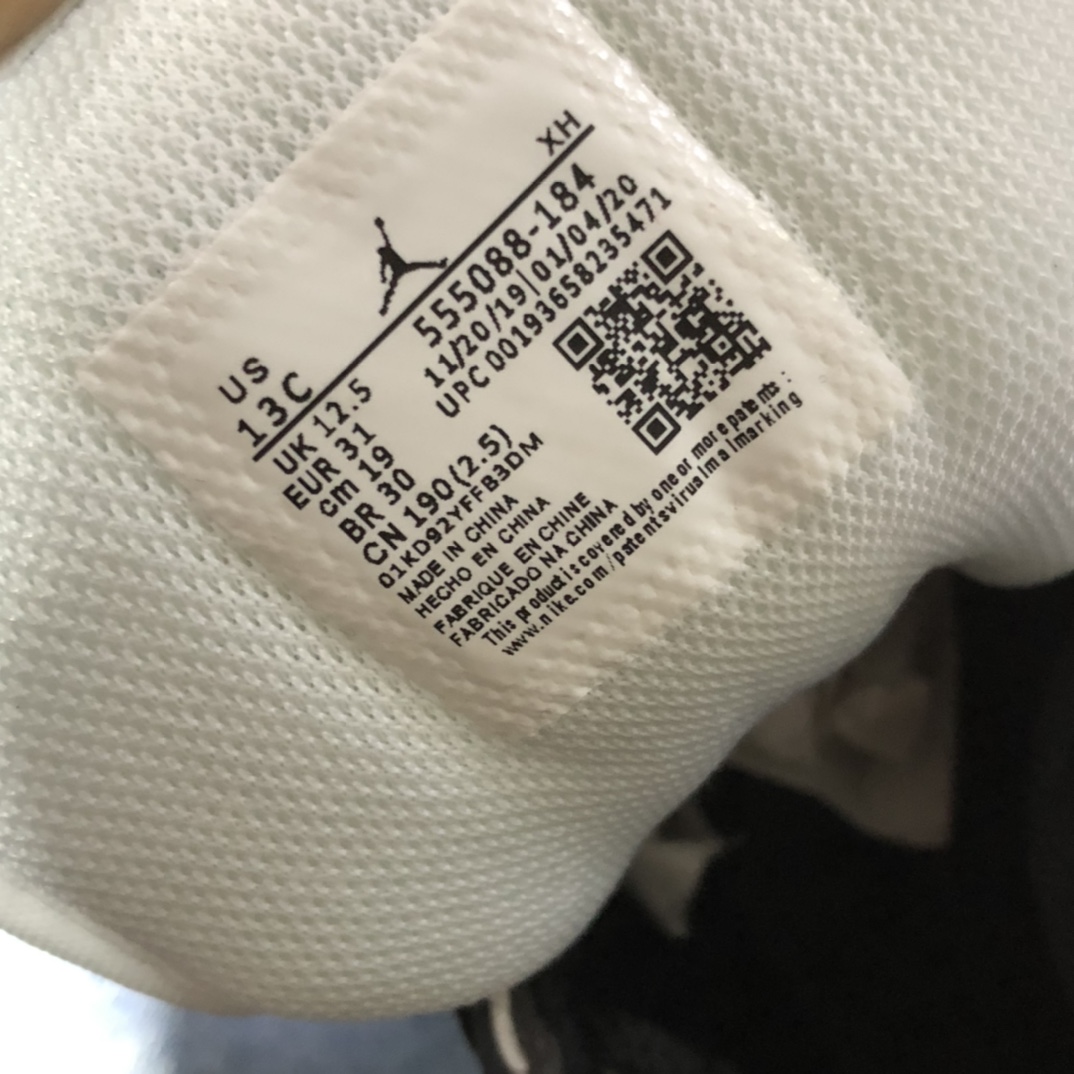 XH
US
13C
UK 12.5
EUR 31
cm 19
BR 30
CN 190(2.5)
555088-184
11/20/19|01/04/20
UPC 00193658235471
01KD92YFFB3DM
MADE IN CHINA
HECHO EN CHINA
FABRIQUE EN CHINE
FABRICADO NA CHINA
This product is covered by one or more patents :
www.nike.com/patentsvirualmalmarking